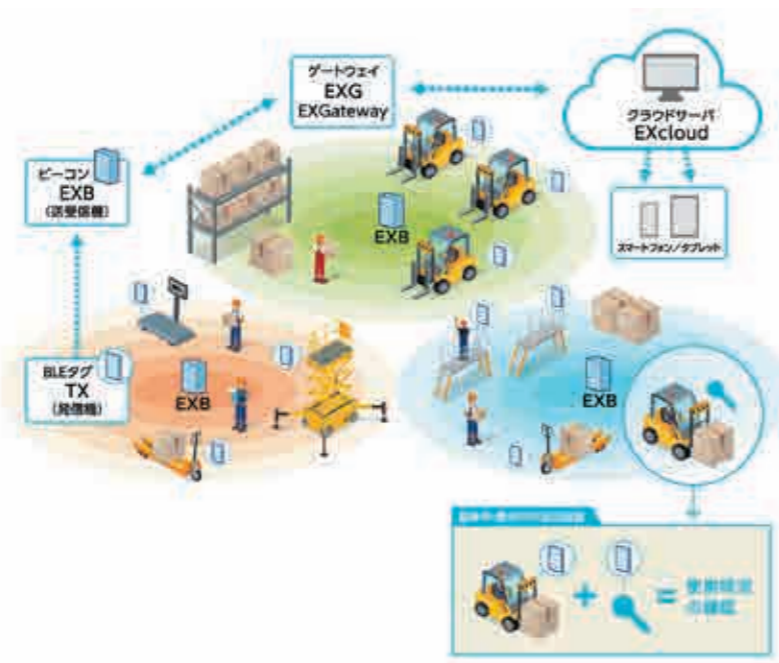 ゲートウェイ
EXG
EXGateway
クラウドサーバ
EXcloud
ビーコン
EXB
(送受信機)
EXB
スマートフォン/タブレット
BLEタグ
TX
(発信機)
EXB
EXB
使用状況
の確認